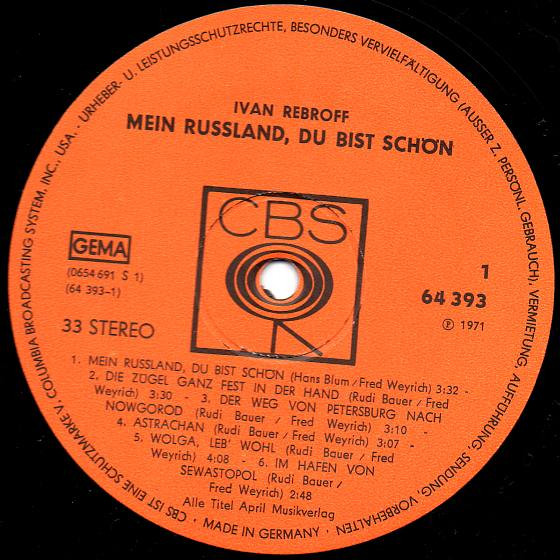 CBS IST EINE SCHUTZMARKE V. COLUMBIA BROADCASTING SYSTEM, INC., USA. · URHEBER- U. LEISTUNGSSCHUTZRECHTE, BESONDERS VERVIELFÄLTIGUNG (AUSSER Z. PERSÖNL. GEBRAUCH), VERMIETUNG, AUFFÜHRUNG, SENDUNG, VORBEHALTEN · MADE IN GERMANY ·
IVAN REBROFF
MEIN RUSSLAND, DU BIST SCHÖN
CBS
GEMA
(0654 691 S 1)
(64 393-1)
33 STEREO
1
64 393
Ⓟ 1971
1. MEIN RUSSLAND, DU BIST SCHÖN (Hans Blum/Fred Weyrich) 3:32 -
2. DIE ZÜGEL GANZ FEST IN DER HAND (Rudi Bauer / Fred
Weyrich) 3:30 - 3. DER WEG VON PETERSBURG NACH
NOWGOROD (Rudi Bauer / Fred Weyrich) 3:10 -
4. ASTRACHAN (Rudi Bauer / Fred Weyrich) 3:07 -
5. WOLGA, LEB' WOHL (Rudi Bauer / Fred
Weyrich) 4:08 - 6. IM HAFEN VON
SEWASTOPOL (Rudi Bauer /
Fred Weyrich) 2:48
Alle Titel April Musikverlag